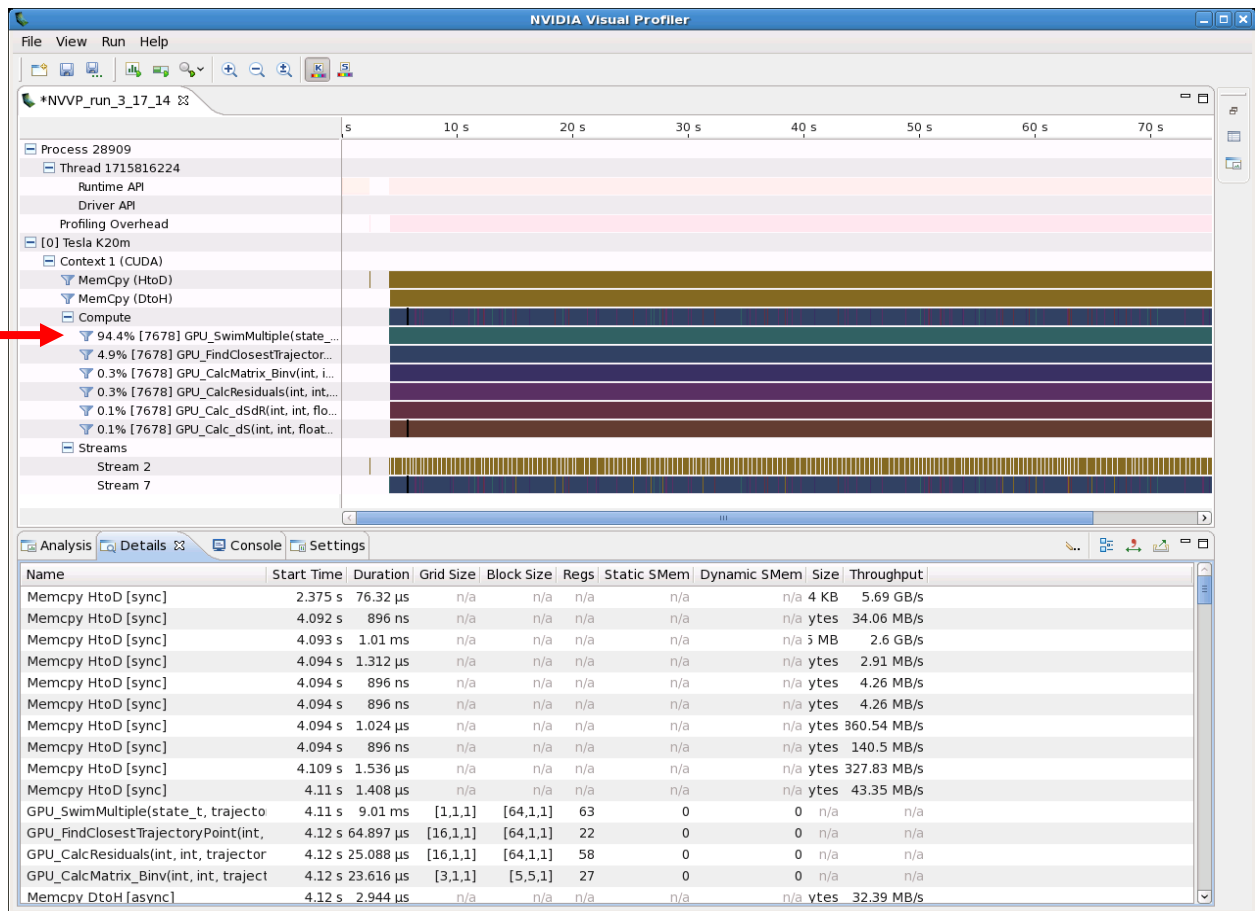 NVIDIA Visual Profiler
File View Run Help
*NVVP_run_3_17_14
s 10 s 20 s 30 s 40 s 50 s 60 s 70 s
Process 28909
Thread 1715816224
Runtime API
Driver API
Profiling Overhead
[0] Tesla K20m
Context 1 (CUDA)
MemCpy (HtoD)
MemCpy (DtoH)
Compute
94.4% [7678] GPU_SwimMultiple(state_...
4.9% [7678] GPU_FindClosestTrajector...
0.3% [7678] GPU_CalcMatrix_Binv(int, i...
0.3% [7678] GPU_CalcResiduals(int, int,...
0.1% [7678] GPU_Calc_dSdR(int, int, flo...
0.1% [7678] GPU_Calc_dS(int, int, float...
Streams
Stream 2
Stream 7
Analysis Details Console Settings
Name Start Time Duration Grid Size Block Size Regs Static SMem Dynamic SMem Size Throughput
Memcpy HtoD [sync] 2.375 s 76.32 µs n/a n/a n/a n/a n/a 4 KB 5.69 GB/s
Memcpy HtoD [sync] 4.092 s 896 ns n/a n/a n/a n/a n/a ytes 34.06 MB/s
Memcpy HtoD [sync] 4.093 s 1.01 ms n/a n/a n/a n/a n/a 5 MB 2.6 GB/s
Memcpy HtoD [sync] 4.094 s 1.312 µs n/a n/a n/a n/a n/a ytes 2.91 MB/s
Memcpy HtoD [sync] 4.094 s 896 ns n/a n/a n/a n/a n/a ytes 4.26 MB/s
Memcpy HtoD [sync] 4.094 s 896 ns n/a n/a n/a n/a n/a ytes 4.26 MB/s
Memcpy HtoD [sync] 4.094 s 1.024 µs n/a n/a n/a n/a n/a ytes 860.54 MB/s
Memcpy HtoD [sync] 4.094 s 896 ns n/a n/a n/a n/a n/a ytes 140.5 MB/s
Memcpy HtoD [sync] 4.109 s 1.536 µs n/a n/a n/a n/a n/a ytes 327.83 MB/s
Memcpy HtoD [sync] 4.11 s 1.408 µs n/a n/a n/a n/a n/a ytes 43.35 MB/s
GPU_SwimMultiple(state_t, trajecto 4.11 s 9.01 ms [1,1,1] [64,1,1] 63 0 0 n/a n/a
GPU_FindClosestTrajectoryPoint(int, 4.12 s 64.897 µs [16,1,1] [64,1,1] 22 0 0 n/a n/a
GPU_CalcResiduals(int, int, trajector 4.12 s 25.088 µs [16,1,1] [64,1,1] 58 0 0 n/a n/a
GPU_CalcMatrix_Binv(int, int, traject 4.12 s 23.616 µs [3,1,1] [5,5,1] 27 0 0 n/a n/a
Memcpy DtoH [async] 4.12 s 2.944 µs n/a n/a n/a n/a n/a ytes 32.39 MB/s